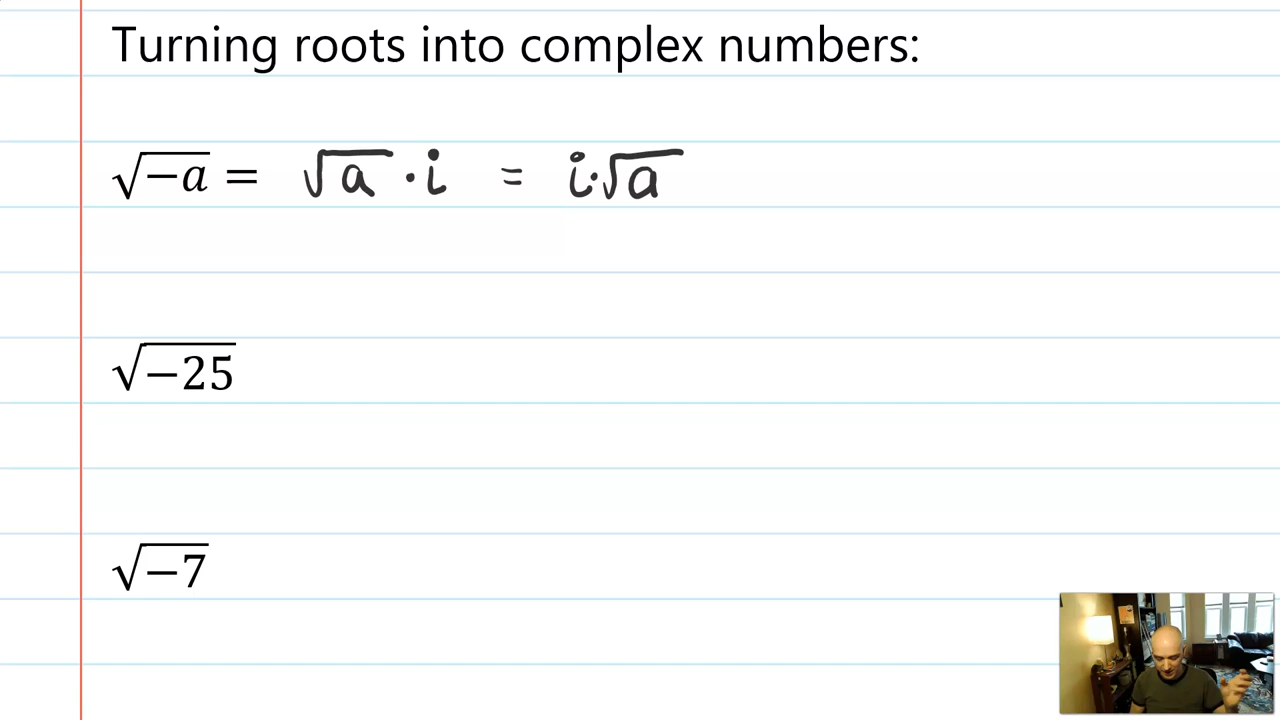 Turning roots into complex numbers:
√−a = √a · i = i·√a
√−25
√−7